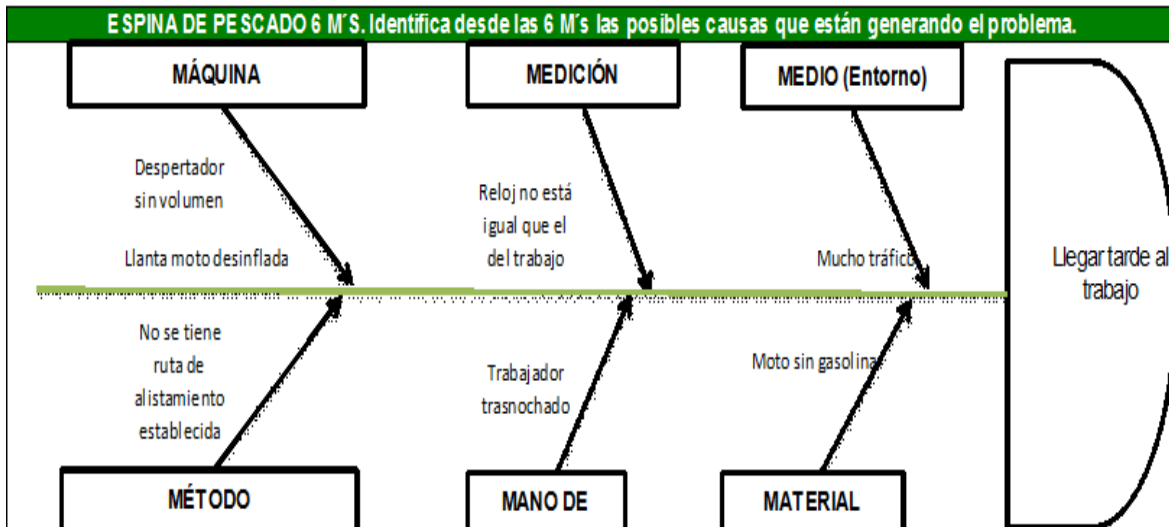 ESPINA DE PESCADO 6 M´S. Identifica desde las 6 M´s las posibles causas que están generando el problema.
MÁQUINA
MEDICIÓN
MEDIO (Entorno)
Despertador
sin volumen
Llanta moto desinflada
Reloj no está
igual que el
del trabajo
Mucho tráfico
Llegar tarde al
trabajo
No se tiene
ruta de
alistamiento
establecida
Trabajador
trasnochado
Moto sin gasolina
MÉTODO
MANO DE
MATERIAL